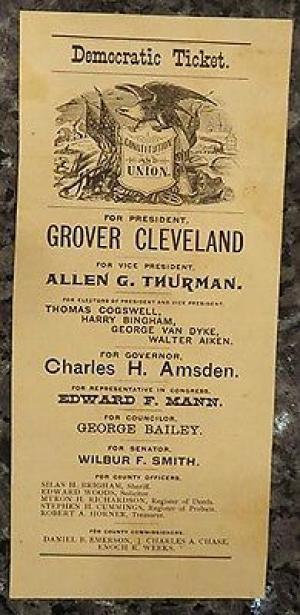 Democratic Ticket.
CONSTITUTION
AND
UNION.
FOR PRESIDENT,
GROVER CLEVELAND
FOR VICE PRESIDENT,
ALLEN G. THURMAN.
FOR ELECTORS OF PRESIDENT AND VICE PRESIDENT,
THOMAS COGSWELL,
HARRY BINGHAM,
GEORGE VAN DYKE,
WALTER AIKEN.
FOR GOVERNOR,
Charles H. Amsden.
FOR REPRESENTATIVE IN CONGRESS,
EDWARD F. MANN.
FOR COUNCILOR,
GEORGE BAILEY.
FOR SENATOR,
WILBUR F. SMITH.
FOR COUNTY OFFICERS,
SILAS H. BRIGHAM, Sheriff.
EDWARD WOODS, Solicitor.
MYRON H. RICHARDSON, Register of Deeds.
STEPHEN H. CUMMINGS, Register of Probate.
ROBERT A. HORNER, Treasurer.
FOR COUNTY COMMISSIONERS,
DANIEL B. EMERSON, J. CHARLES A. CHASE,
ENOCH R. WEEKS.